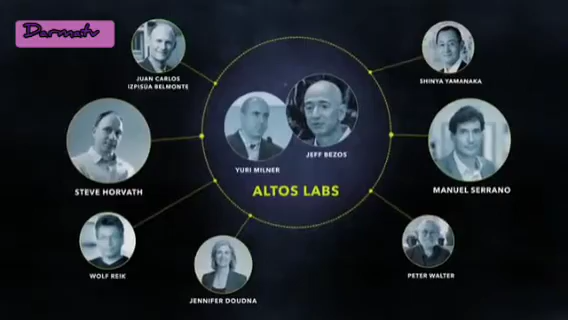 Darmatv
JUAN CARLOS
IZPISÚA BELMONTE
SHINYA YAMANAKA
YURI MILNER
JEFF BEZOS
STEVE HORVATH
ALTOS LABS
MANUEL SERRANO
WOLF REIK
JENNIFER DOUDNA
PETER WALTER